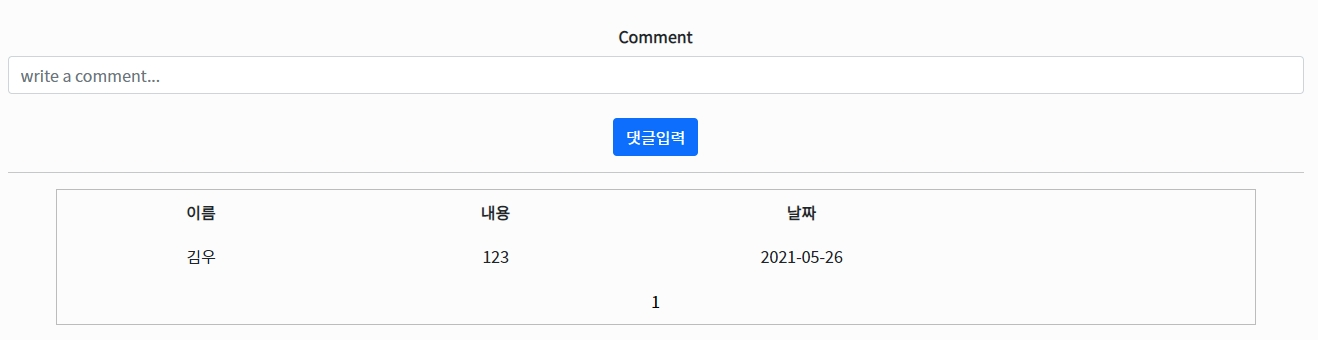 Comment
write a comment...
댓글입력
이름 내용 날짜
김우 123 2021-05-26
1